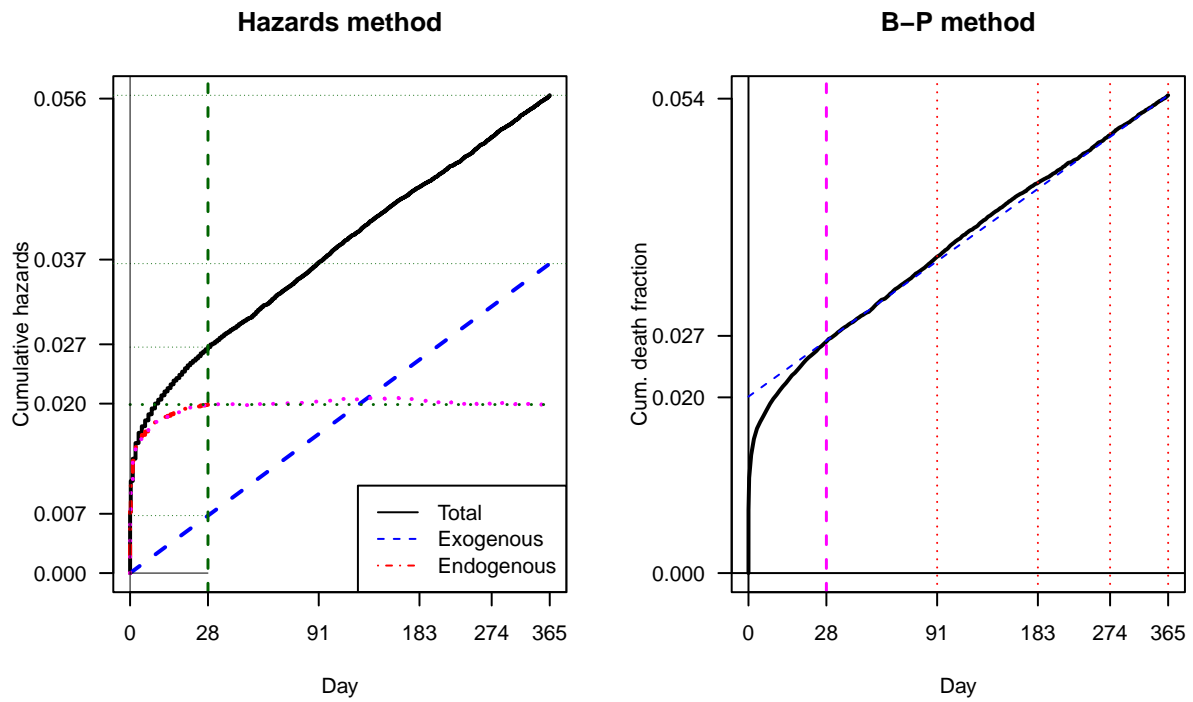 Hazards method
Cumulative hazards
0.056
0.037
0.027
0.020
0.007
0.000
Total
Exogenous
Endogenous
0 28 91 183 274 365
Day
B−P method
Cum. death fraction
0.054
0.027
0.020
0.000
0 28 91 183 274 365
Day